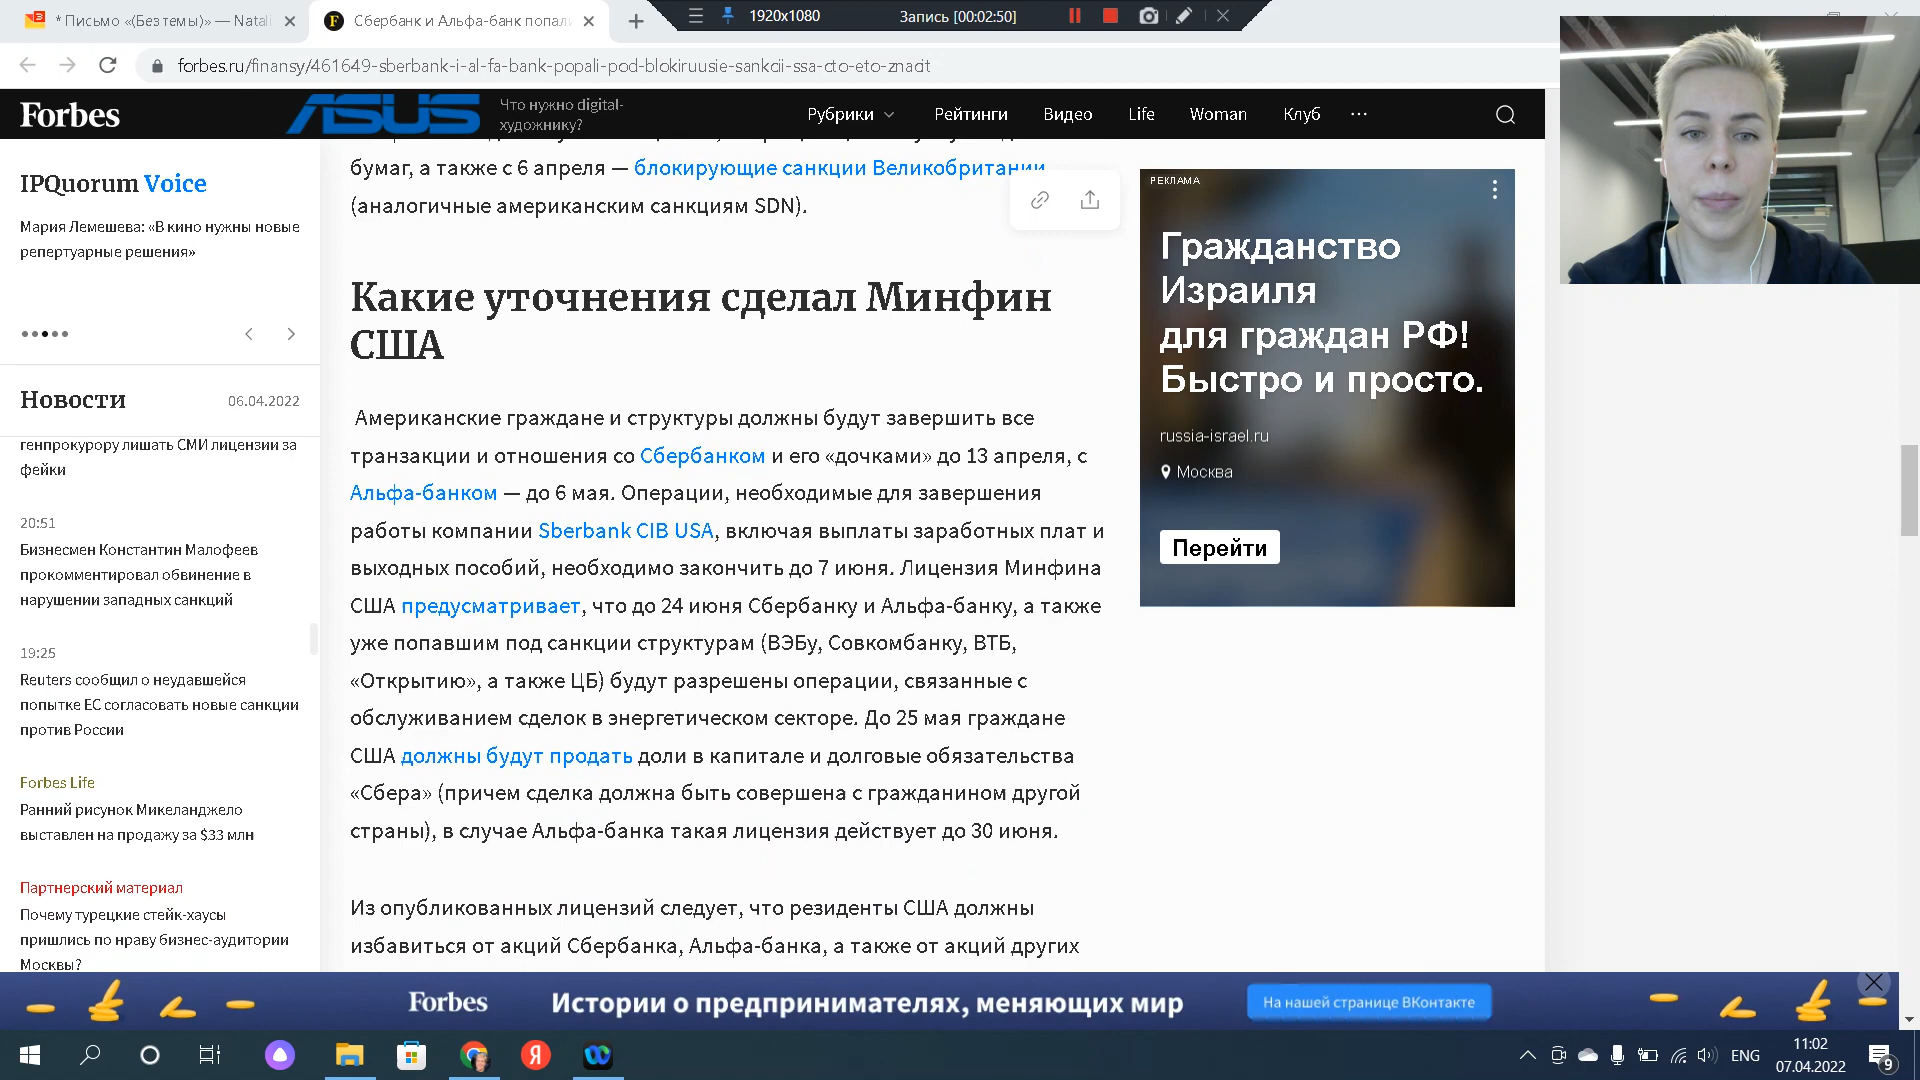 * Письмо «(Без темы)» — Natali
Сбербанк и Альфа-банк попали
1920x1080
Запись [00:02:50]
forbes.ru/finansy/461649-sberbank-i-al-fa-bank-popali-pod-blokiruusie-sankcii-ssa-cto-eto-znacit
Forbes
ASUS
Что нужно digital-
художнику?
Рубрики
Рейтинги
Видео
Life
Woman
Клуб
IPQuorum Voice
Мария Лемешева: «В кино нужны новые
репертуарные решения»
Новости
06.04.2022
генпрокурору лишать СМИ лицензии за
фейки
20:51
Бизнесмен Константин Малофеев
прокомментировал обвинение в
нарушении западных санкций
19:25
Reuters сообщил о неудавшейся
попытке ЕС согласовать новые санкции
против России
Forbes Life
Ранний рисунок Микеланджело
выставлен на продажу за $33 млн
Партнерский материал
Почему турецкие стейк-хаусы
пришлись по нраву бизнес-аудитории
Москвы?
бумаг, а также с 6 апреля — блокирующие санкции Великобритании
(аналогичные американским санкциям SDN).
Какие уточнения сделал Минфин
США
Американские граждане и структуры должны будут завершить все
транзакции и отношения со Сбербанком и его «дочками» до 13 апреля, с
Альфа-банком — до 6 мая. Операции, необходимые для завершения
работы компании Sberbank CIB USA, включая выплаты заработных плат и
выходных пособий, необходимо закончить до 7 июня. Лицензия Минфина
США предусматривает, что до 24 июня Сбербанку и Альфа-банку, а также
уже попавшим под санкции структурам (ВЭБу, Совкомбанку, ВТБ,
«Открытию», а также ЦБ) будут разрешены операции, связанные с
обслуживанием сделок в энергетическом секторе. До 25 мая граждане
США должны будут продать доли в капитале и долговые обязательства
«Сбера» (причем сделка должна быть совершена с гражданином другой
страны), в случае Альфа-банка такая лицензия действует до 30 июня.
Из опубликованных лицензий следует, что резиденты США должны
избавиться от акций Сбербанка, Альфа-банка, а также от акций других
РЕКЛАМА
Гражданство
Израиля
для граждан РФ!
Быстро и просто.
russia-israel.ru
Москва
Перейти
Forbes
Истории о предпринимателях, меняющих мир
На нашей странице ВКонтакте
Я
ENG
11:02
07.04.2022
9